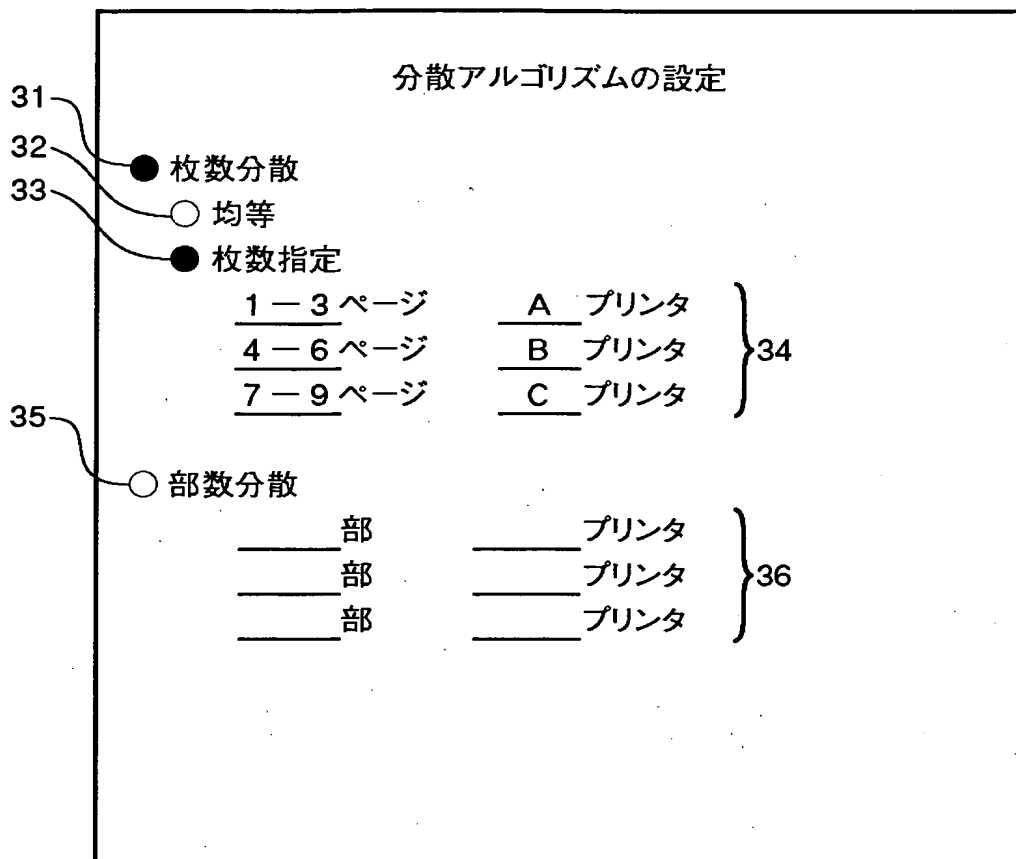 分散アルゴリズムの設定
31
32
33
● 枚数分散
○ 均等
● 枚数指定
1－3ページ A プリンタ
4－6ページ B プリンタ
7－9ページ C プリンタ
34
35
○ 部数分散
部 プリンタ
部 プリンタ
部 プリンタ
36